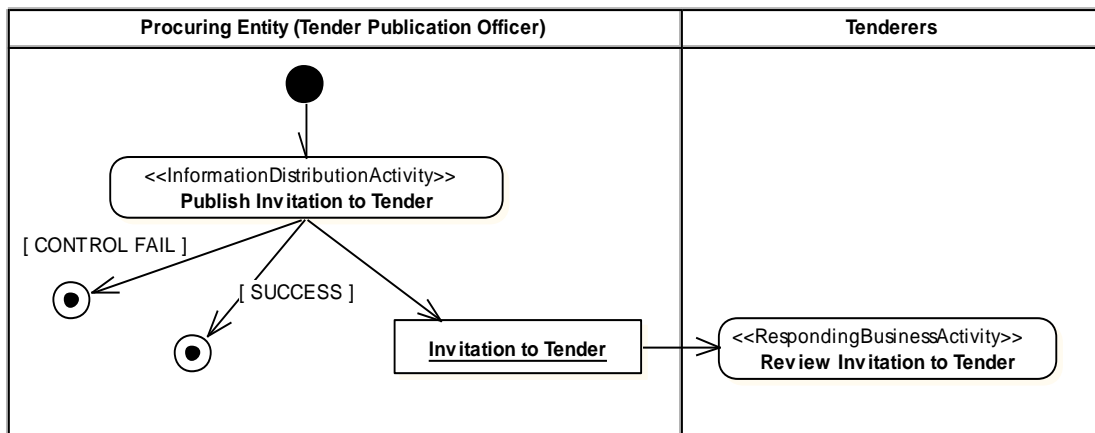 Procuring Entity (Tender Publication Officer)
Tenderers
<<InformationDistributionActivity>>
Publish Invitation to Tender
[ CONTROL FAIL ]
[ SUCCESS ]
Invitation to Tender
<<RespondingBusinessActivity>>
Review Invitation to Tender